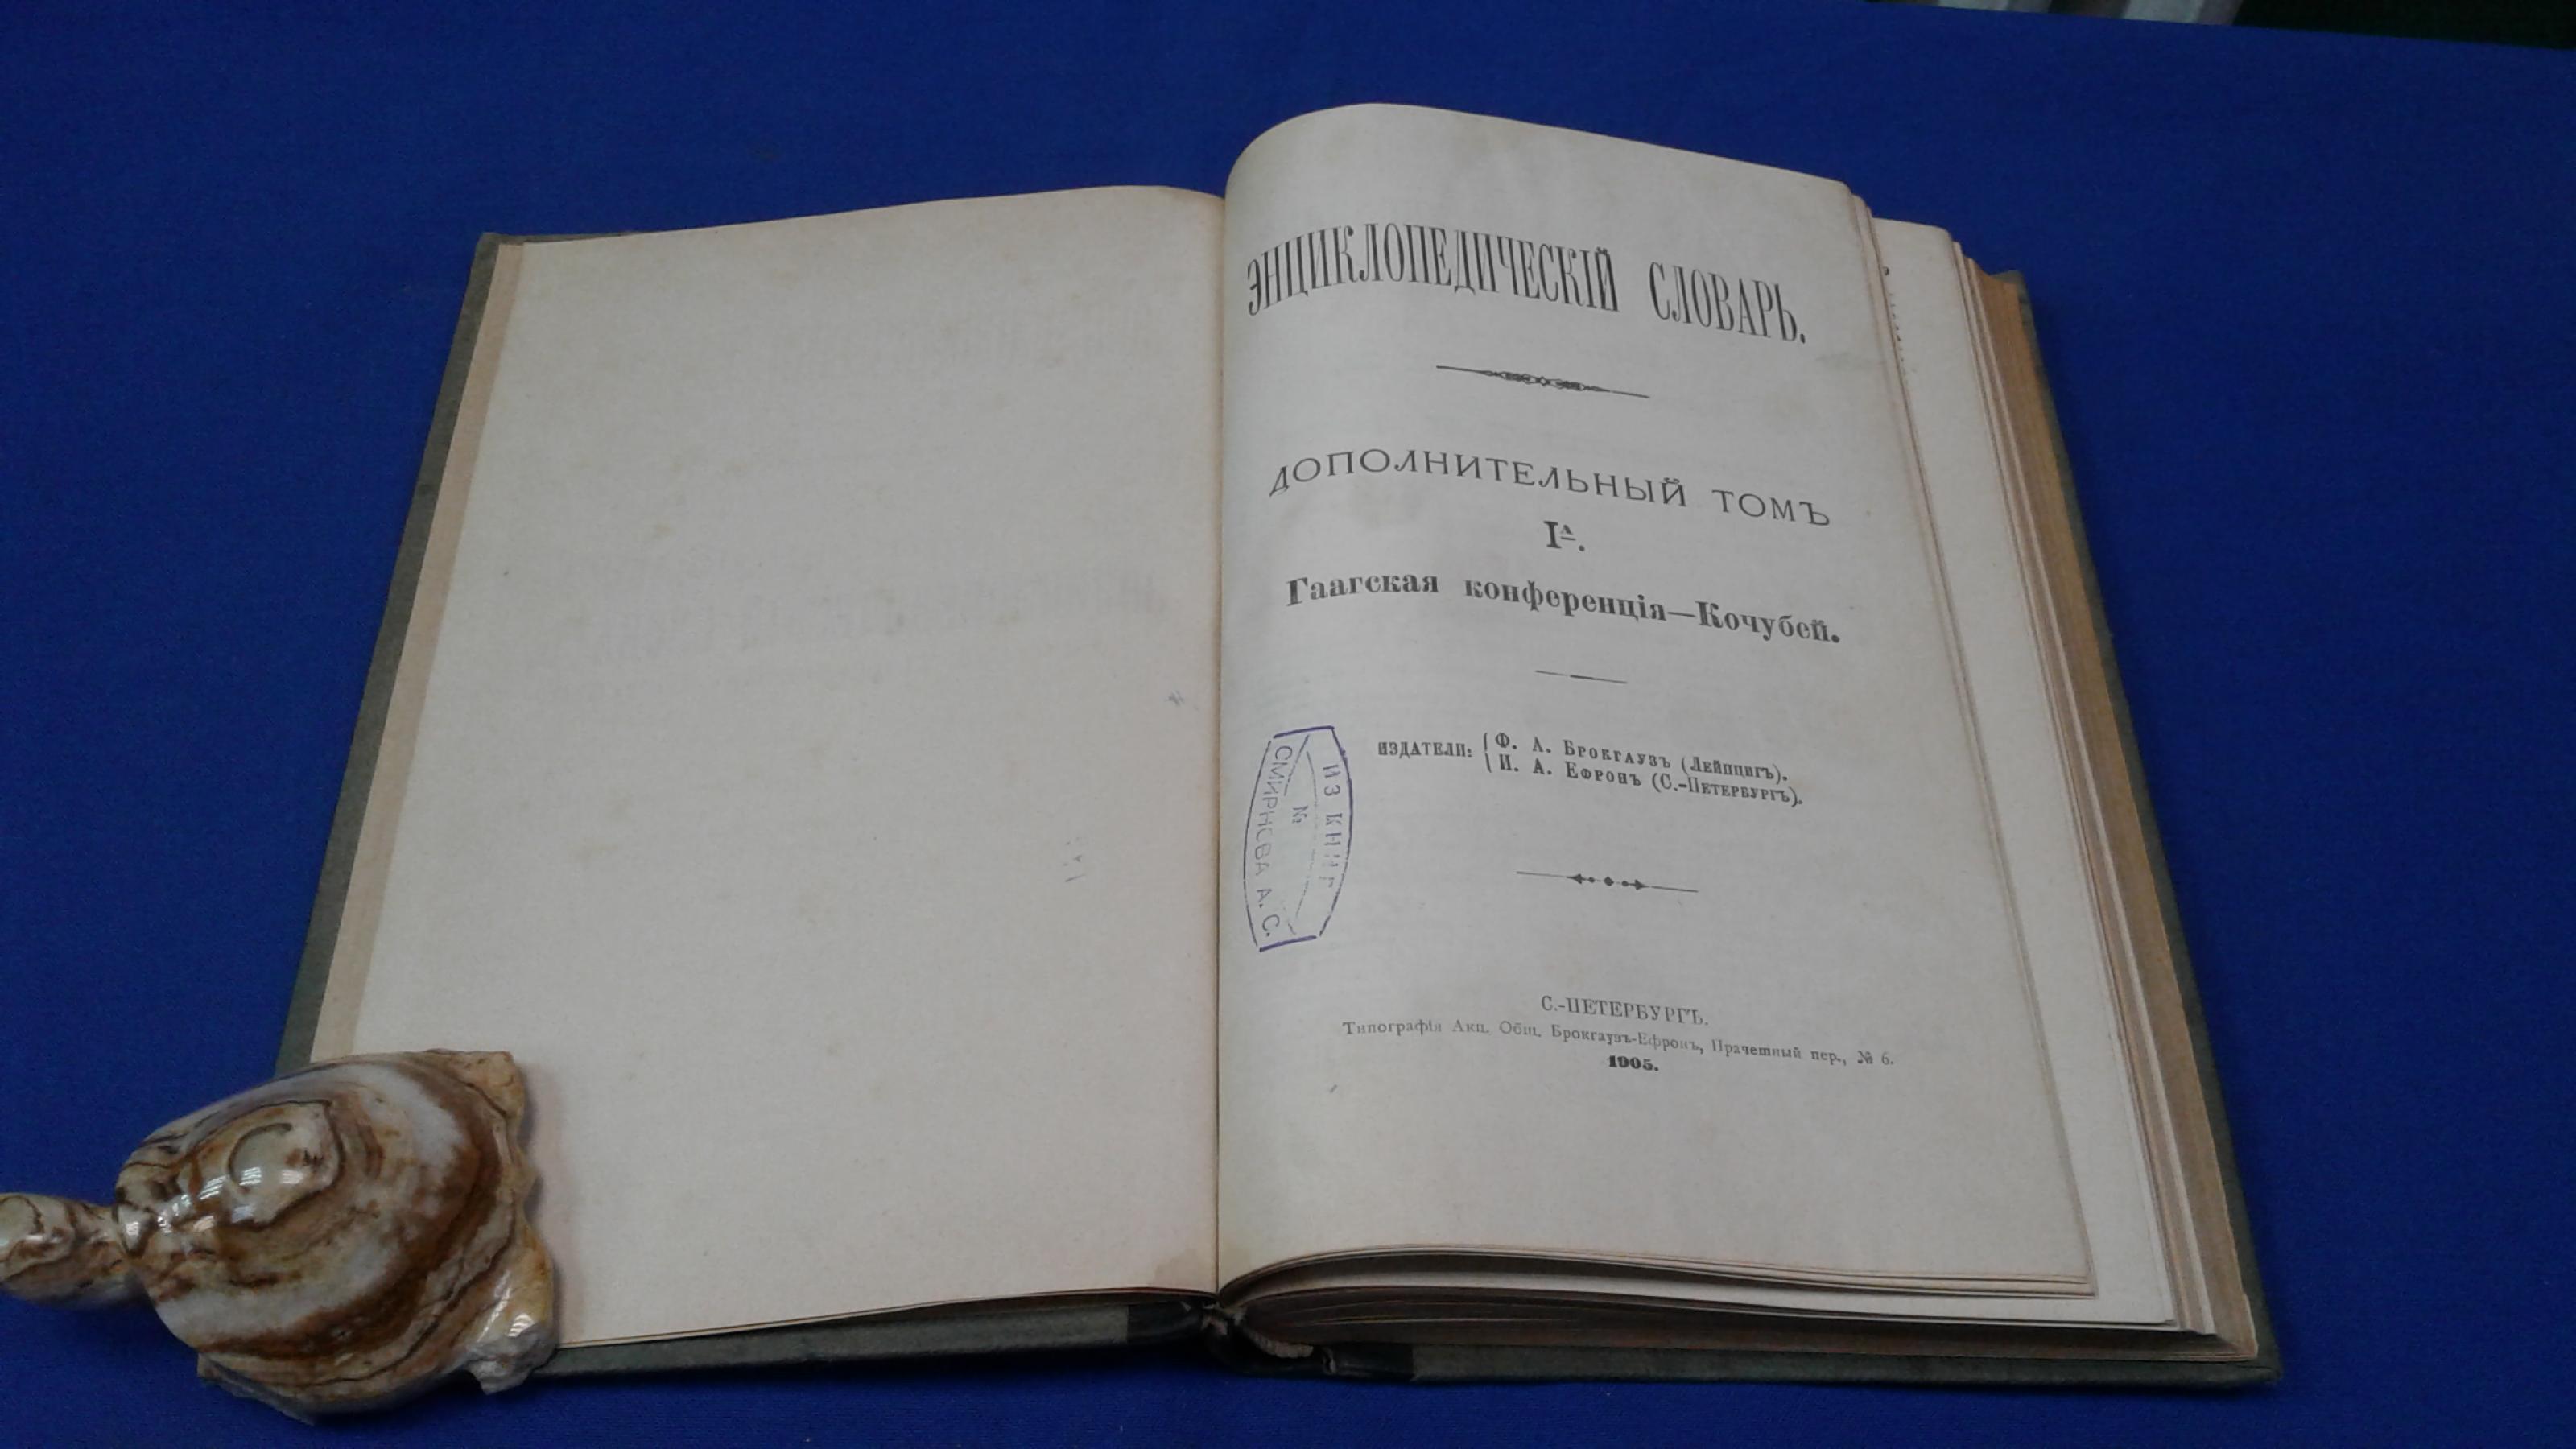 ЭНЦИКЛОПЕДИЧЕСКІЙ СЛОВАРЬ.
ДОПОЛНИТЕЛЬНЫЙ ТОМЪ
Iᴬ.
Гаагская конференція—Кочубей.
ИЗДАТЕЛИ: { Ф. А. Брокгаузъ (Лейпцигъ).
И. А. Ефронъ (С.-Петербургъ).
ИЗ КНИГ
№
СМИРНОВА А. С.
С.-ПЕТЕРБУРГЪ.
Типографія Акц. Общ. Брокгаузъ-Ефронъ, Прачешный пер., № 6.
1905.